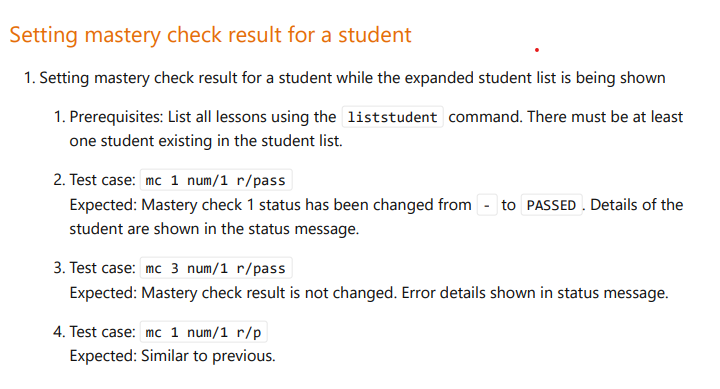 Setting mastery check result for a student
1. Setting mastery check result for a student while the expanded student list is being shown
1. Prerequisites: List all lessons using the liststudent command. There must be at least
one student existing in the student list.
2. Test case: mc 1 num/1 r/pass
Expected: Mastery check 1 status has been changed from - to PASSED . Details of the
student are shown in the status message.
3. Test case: mc 3 num/1 r/pass
Expected: Mastery check result is not changed. Error details shown in status message.
4. Test case: mc 1 num/1 r/p
Expected: Similar to previous.